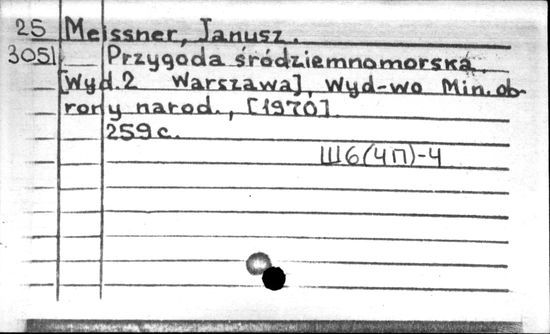 25 Meissner, Janusz.
3051 Przygoda śródziemnomorska.
[Wyd.2 Warszawa], Wyd-wo Min. ob-
rony narod., [1970].
259 с.
Ш6(4П)-4